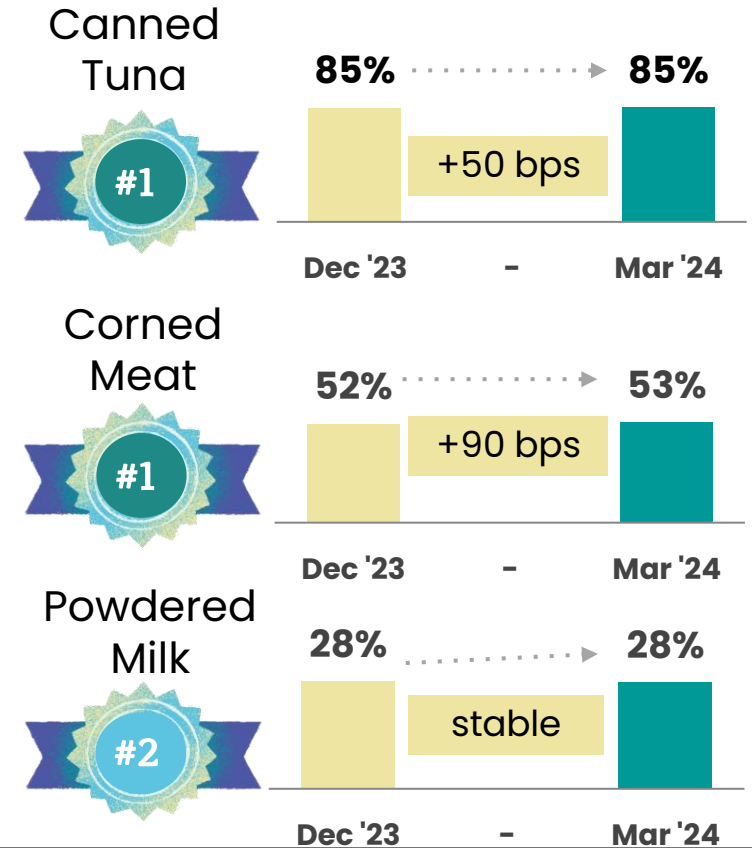 Canned
Tuna
#1
85% 85%
+50 bps
Dec '23 - Mar '24
Corned
Meat
#1
52% 53%
+90 bps
Dec '23 - Mar '24
Powdered
Milk
#2
28% 28%
stable
Dec '23 - Mar '24